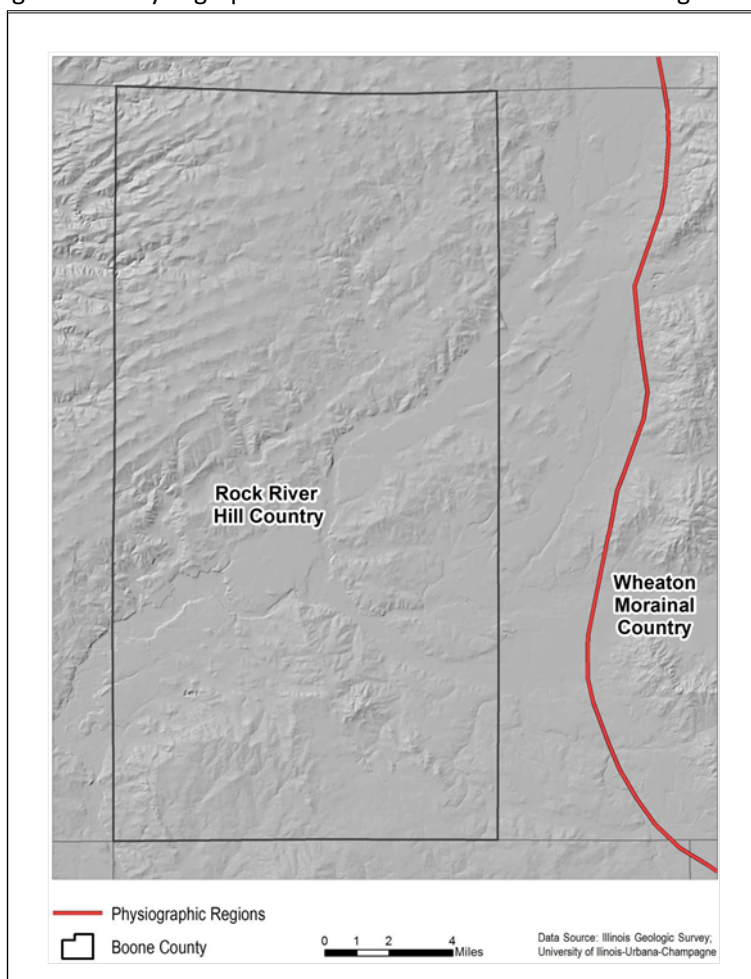 Rock River
Hill Country
Wheaton
Morainal
Country
Physiographic Regions
Boone County
0 1 2 4
Miles
Data Source: Illinois Geologic Survey;
University of Ilinois-Urbana-Champagne